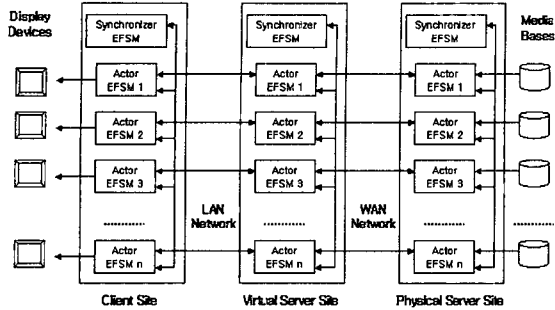 Display
Devices
Media
Bases
Synchronizer
EFSM
Synchronizer
EFSM
Synchronizer
EFSM
Actor
EFSM 1
Actor
EFSM 1
Actor
EFSM 1
Actor
EFSM 2
Actor
EFSM 2
Actor
EFSM 2
Actor
EFSM 3
Actor
EFSM 3
Actor
EFSM 3
LAN
Network
WAN
Network
Actor
EFSM n
Actor
EFSM n
Actor
EFSM n
Client Site
Virtual Server Site
Physical Server Site